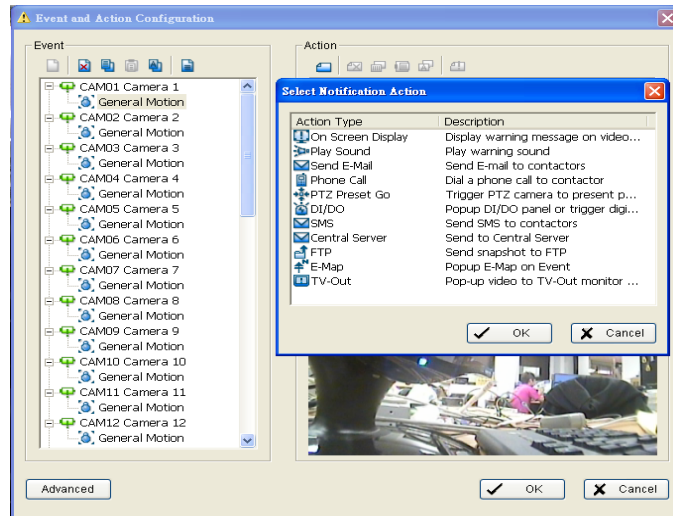 Event and Action Configuration
Event
Action
CAM01 Camera 1
General Motion
CAM02 Camera 2
General Motion
CAM03 Camera 3
General Motion
CAM04 Camera 4
General Motion
CAM05 Camera 5
General Motion
CAM06 Camera 6
General Motion
CAM07 Camera 7
General Motion
CAM08 Camera 8
General Motion
CAM09 Camera 9
General Motion
CAM10 Camera 10
General Motion
CAM11 Camera 11
General Motion
CAM12 Camera 12
General Motion
Select Notification Action
Action Type Description
On Screen Display Display warning message on video...
Play Sound Play warning sound
Send E-Mail Send E-mail to contactors
Phone Call Dial a phone call to contactor
PTZ Preset Go Trigger PTZ camera to present p...
DI/DO Popup DI/DO panel or trigger digi...
SMS Send SMS to contactors
Central Server Send to Central Server
FTP Send snapshot to FTP
E-Map Popup E-Map on Event
TV-Out Pop-up video to TV-Out monitor ...
OK Cancel
Advanced OK Cancel